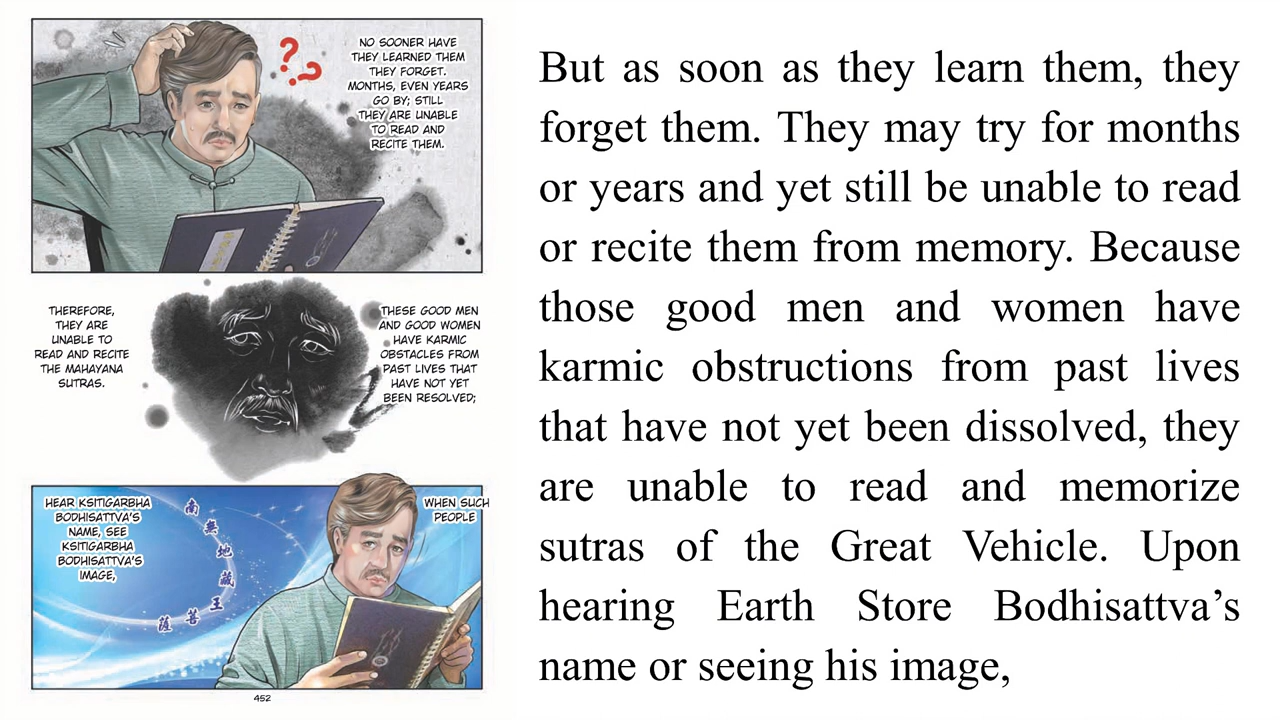 NO SOONER HAVE
THEY LEARNED THEM
THEY FORGET.
MONTHS, EVEN YEARS
GO BY; STILL
THEY ARE UNABLE
TO READ AND
RECITE THEM.
THESE GOOD MEN
AND GOOD WOMEN
HAVE KARMIC
OBSTACLES FROM
PAST LIVES THAT
HAVE NOT YET
BEEN RESOLVED;
THEREFORE,
THEY ARE
UNABLE TO
READ AND RECITE
THE MAHAYANA
SUTRAS.
WHEN SUCH
PEOPLE
HEAR KSITIGARBHA
BODHISATTVA'S
NAME, SEE
KSITIGARBHA
BODHISATTVA'S
IMAGE,
南無地藏王菩薩
452
But as soon as they learn them, they
forget them. They may try for months
or years and yet still be unable to read
or recite them from memory. Because
those good men and women have
karmic obstructions from past lives
that have not yet been dissolved, they
are unable to read and memorize
sutras of the Great Vehicle. Upon
hearing Earth Store Bodhisattva’s
name or seeing his image,